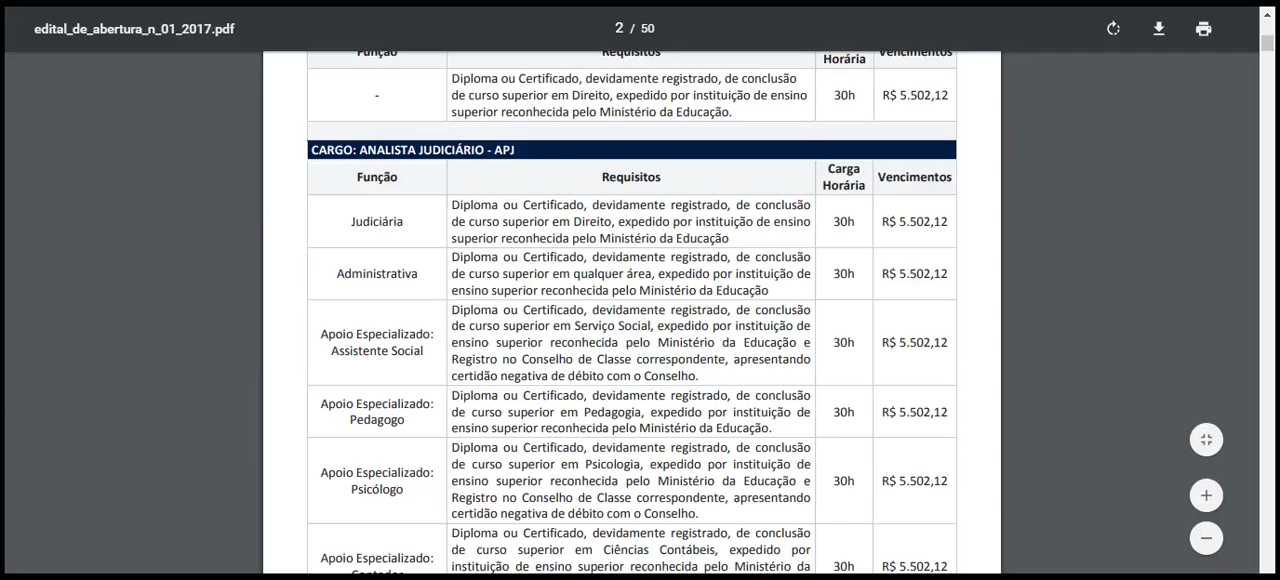 edital_de_abertura_n_01_2017.pdf
2 / 50
Função
Requisitos
Horária
Vencimentos
-
Diploma ou Certificado, devidamente registrado, de conclusão
de curso superior em Direito, expedido por instituição de ensino
superior reconhecida pelo Ministério da Educação.
30h
R$ 5.502,12
CARGO: ANALISTA JUDICIÁRIO - APJ
Função
Requisitos
Carga
Horária
Vencimentos
Judiciária
Diploma ou Certificado, devidamente registrado, de conclusão
de curso superior em Direito, expedido por instituição de ensino
superior reconhecida pelo Ministério da Educação
30h
R$ 5.502,12
Administrativa
Diploma ou Certificado, devidamente registrado, de conclusão
de curso superior em qualquer área, expedido por instituição de
ensino superior reconhecida pelo Ministério da Educação
30h
R$ 5.502,12
Apoio Especializado:
Assistente Social
Diploma ou Certificado, devidamente registrado, de conclusão
de curso superior em Serviço Social, expedido por instituição de
ensino superior reconhecida pelo Ministério da Educação e
Registro no Conselho de Classe correspondente, apresentando
certidão negativa de débito com o Conselho.
30h
R$ 5.502,12
Apoio Especializado:
Pedagogo
Diploma ou Certificado, devidamente registrado, de conclusão
de curso superior em Pedagogia, expedido por instituição de
ensino superior reconhecida pelo Ministério da Educação.
30h
R$ 5.502,12
Apoio Especializado:
Psicólogo
Diploma ou Certificado, devidamente registrado, de conclusão
de curso superior em Psicologia, expedido por instituição de
ensino superior reconhecida pelo Ministério da Educação e
Registro no Conselho de Classe correspondente, apresentando
certidão negativa de débito com o Conselho.
30h
R$ 5.502,12
Apoio Especializado:
Contador
Diploma ou Certificado, devidamente registrado, de conclusão
de curso superior em Ciências Contábeis, expedido por
instituição de ensino superior reconhecida pelo Ministério da
30h
R$ 5.502,12